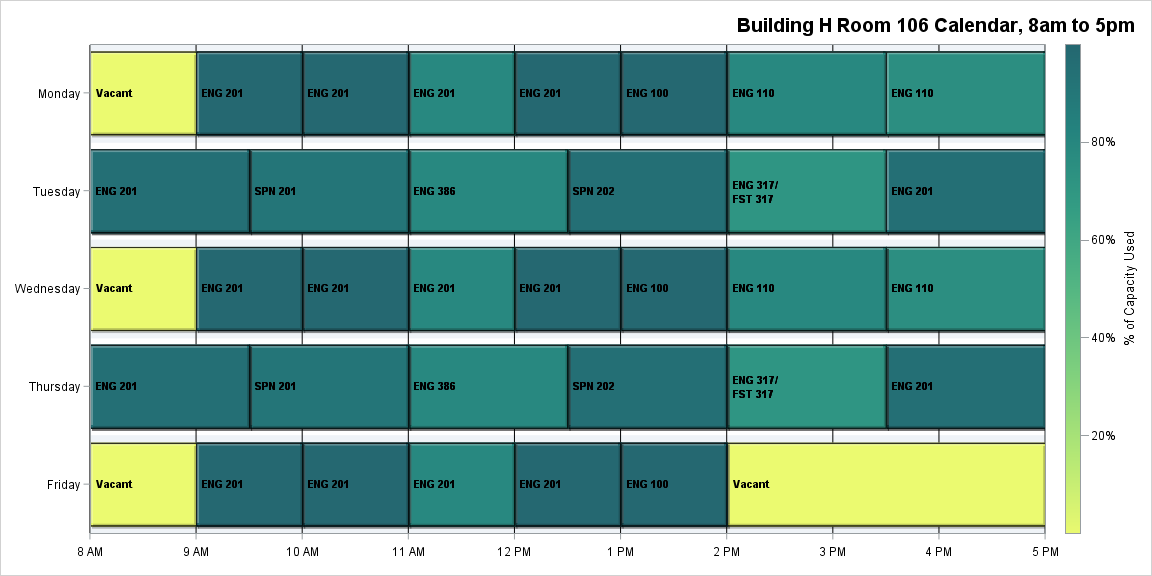 Building H Room 106 Calendar, 8am to 5pm
Monday
Vacant
ENG 201
ENG 201
ENG 201
ENG 201
ENG 100
ENG 110
ENG 110
Tuesday
ENG 201
SPN 201
ENG 386
SPN 202
ENG 317/
FST 317
ENG 201
Wednesday
Vacant
ENG 201
ENG 201
ENG 201
ENG 201
ENG 100
ENG 110
ENG 110
Thursday
ENG 201
SPN 201
ENG 386
SPN 202
ENG 317/
FST 317
ENG 201
Friday
Vacant
ENG 201
ENG 201
ENG 201
ENG 201
ENG 100
Vacant
8 AM
9 AM
10 AM
11 AM
12 PM
1 PM
2 PM
3 PM
4 PM
5 PM
80%
60%
40%
20%
% of Capacity Used